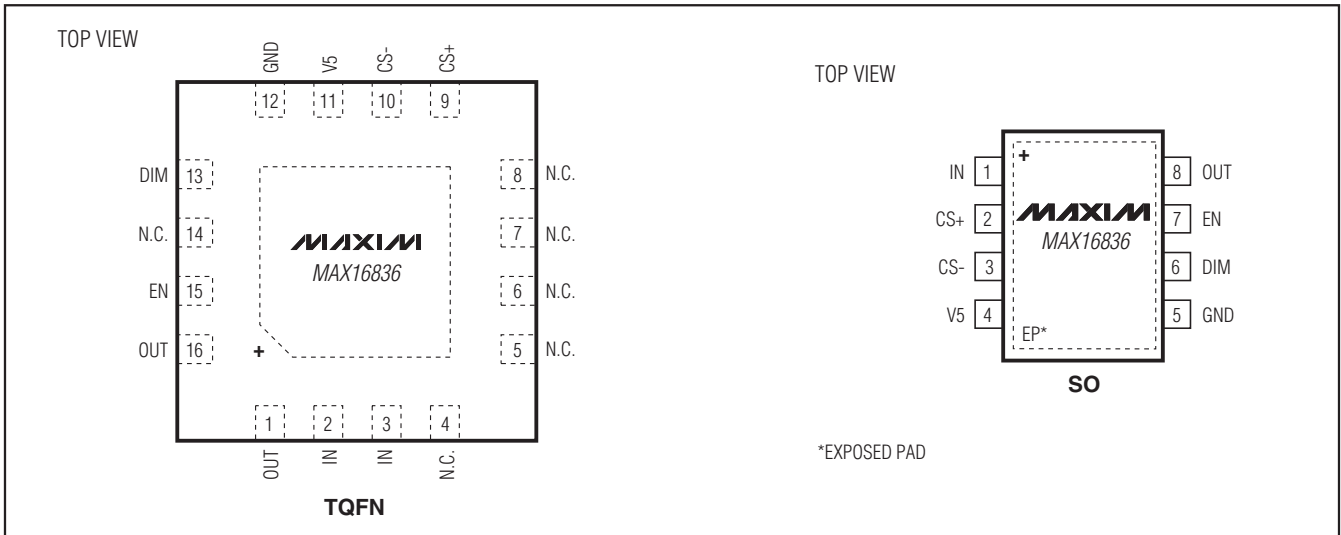 TOP VIEW
GND
V5
CS-
CS+
12
11
10
9
DIM
13
8
N.C.
N.C.
14
7
N.C.
EN
15
6
N.C.
OUT
16
5
N.C.
+
MAXIM
MAX16836
1
2
3
4
OUT
IN
IN
N.C.
TQFN
TOP VIEW
+
IN
1
8
OUT
CS+
2
MAXIM
7
EN
MAX16836
CS-
3
6
DIM
V5
4
5
GND
EP*
SO
*EXPOSED PAD